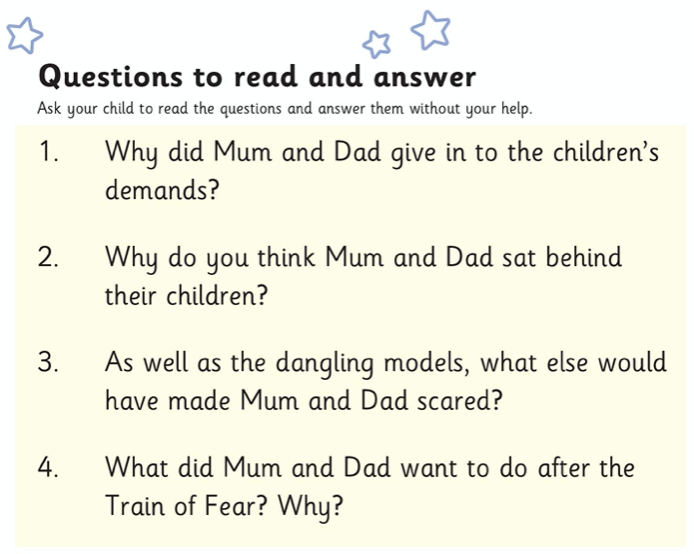 Questions to read and answer
Ask your child to read the questions and answer them without your help.
1. Why did Mum and Dad give in to the children's
demands?
2. Why do you think Mum and Dad sat behind
their children?
3. As well as the dangling models, what else would
have made Mum and Dad scared?
4. What did Mum and Dad want to do after the
Train of Fear? Why?